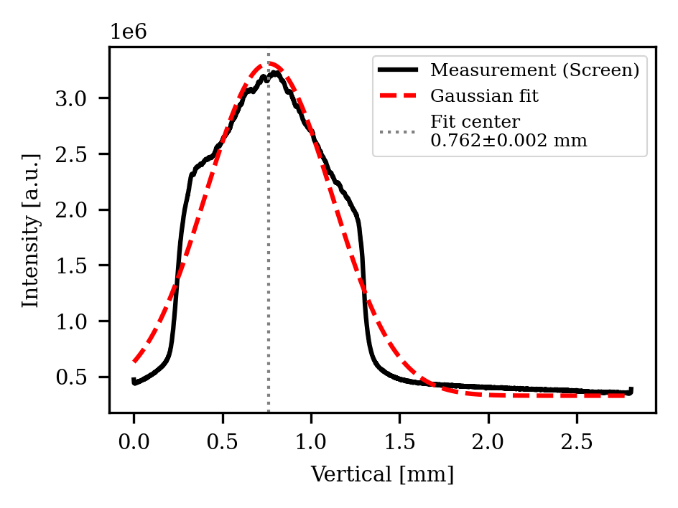 1e6
Measurement (Screen)
Gaussian fit
Fit center
0.762±0.002 mm
3.0
2.5
2.0
1.5
1.0
0.5
Intensity [a.u.]
0.0 0.5 1.0 1.5 2.0 2.5
Vertical [mm]